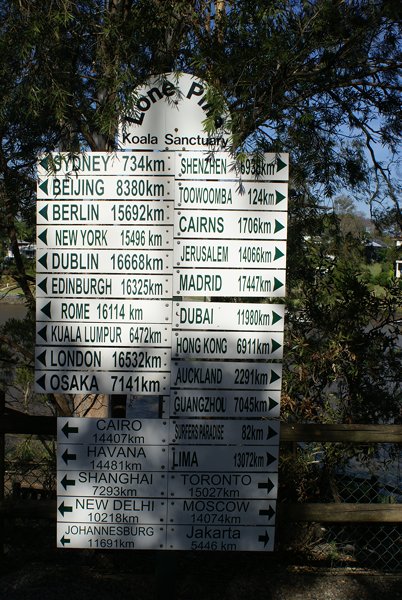 Lone Pine
Koala Sanctuary
SYDNEY 734km
BEIJING 8380km
BERLIN 15692km
NEW YORK 15496 km
DUBLIN 16668km
EDINBURGH 16325km
ROME 16114 km
KUALA LUMPUR 6472km
LONDON 16532km
OSAKA 7141km
CAIRO
14407km
HAVANA
14481km
SHANGHAI
7293km
NEW DELHI
10218km
JOHANNESBURG
11691km
SHENZHEN 6938km
TOOWOOMBA 124km
CAIRNS 1706km
JERUSALEM 14066km
MADRID 17447km
DUBAI 11980km
HONG KONG 6911km
AUCKLAND 2291km
GUANGZHOU 7045km
SURFERS PARADISE 82km
LIMA 13072km
TORONTO
15027km
MOSCOW
14074km
Jakarta
5446 km